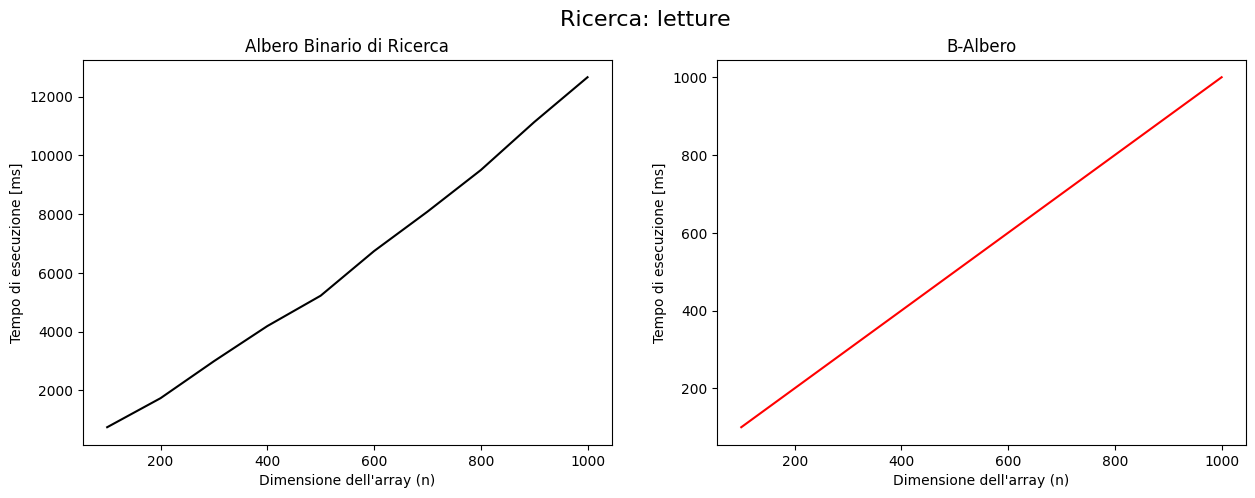 Ricerca: letture
Albero Binario di Ricerca
12000
10000
8000
6000
4000
2000
Tempo di esecuzione [ms]
200 400 600 800 1000
Dimensione dell'array (n)
B-Albero
1000
800
600
400
200
Tempo di esecuzione [ms]
200 400 600 800 1000
Dimensione dell'array (n)